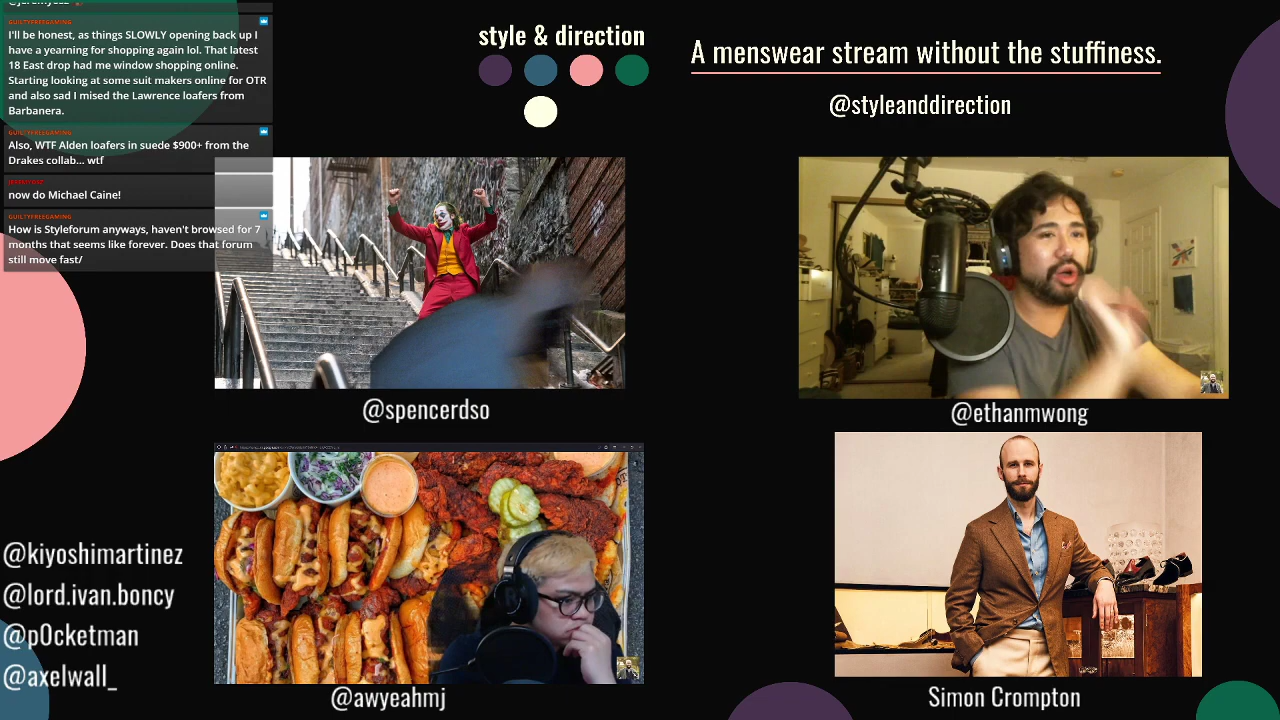 GUILTYFREEGAMING
I'll be honest, as things SLOWLY opening back up I
have a yearning for shopping again lol. That latest
18 East drop had me window shopping online.
Starting looking at some suit makers online for OTR
and also sad I mised the Lawrence loafers from
Barbanera.
GUILTYFREEGAMING
Also, WTF Alden loafers in suede $900+ from the
Drakes collab... wtf
now do Michael Caine!
GUILTYFREEGAMING
How is Styleforum anyways, haven't browsed for 7
months that seems like forever. Does that forum
still move fast/
style & direction
A menswear stream without the stuffiness.
@styleanddirection
@spencerdso
@ethanmwong
@kiyoshimartinez
@lord.ivan.boncy
@p0cketman
@axelwall_
@awyeahmj
Simon Crompton